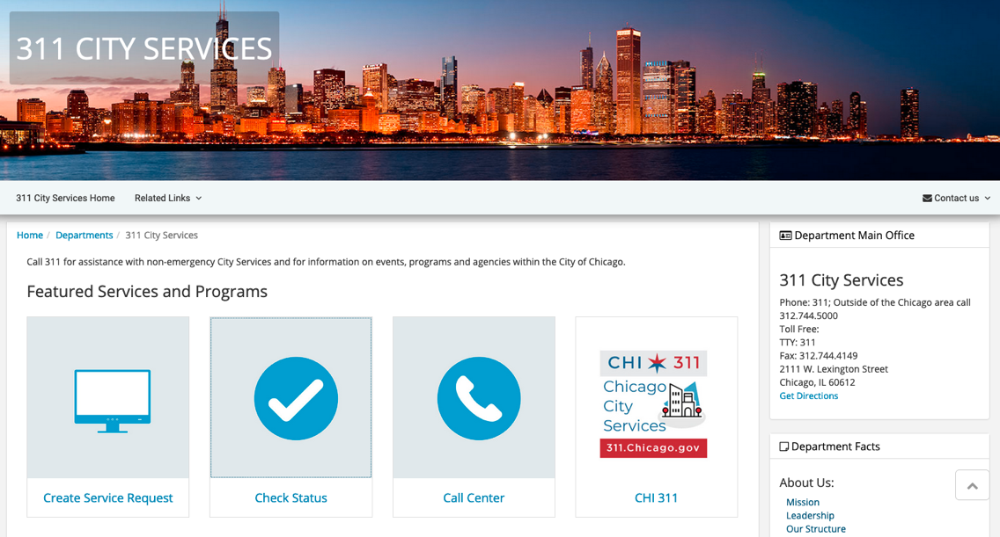 311 CITY SERVICES
311 City Services Home
Related Links
Contact us
Home / Departments / 311 City Services
Call 311 for assistance with non-emergency City Services and for information on events, programs and agencies within the City of Chicago.
Featured Services and Programs
Create Service Request
Check Status
Call Center
CHI 311
Chicago
City
Services
311.Chicago.gov
CHI 311
Department Main Office
311 City Services
Phone: 311; Outside of the Chicago area call
312.744.5000
Toll Free:
TTY: 311
Fax: 312.744.4149
2111 W. Lexington Street
Chicago, IL 60612
Get Directions
Department Facts
About Us:
Mission
Leadership
Our Structure